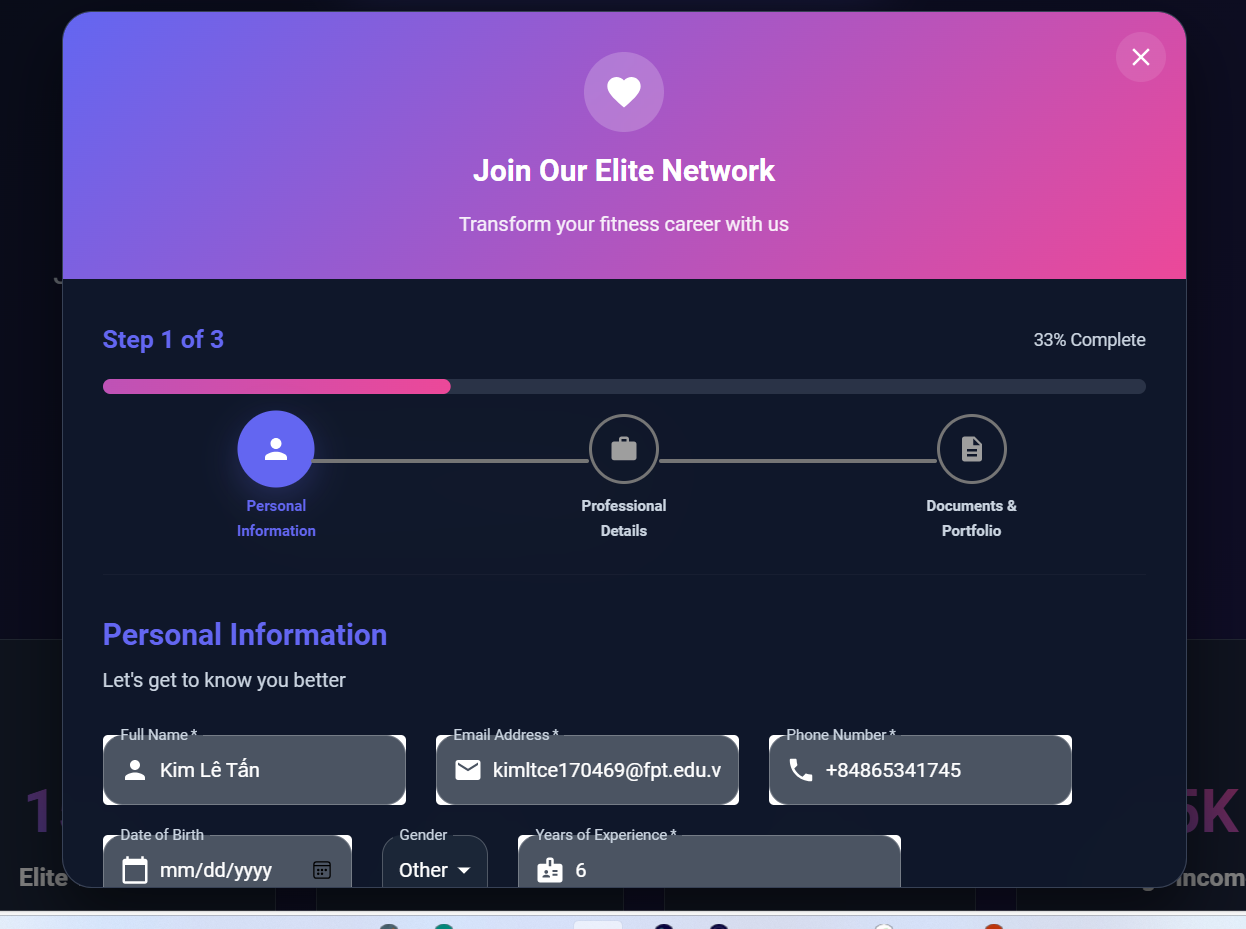 Join Our Elite Network
Transform your fitness career with us
Step 1 of 3
33% Complete
Personal
Information
Professional
Details
Documents &
Portfolio
Personal Information
Let's get to know you better
Full Name *
Kim Lê Tấn
Email Address *
kimltce170469@fpt.edu.v
Phone Number *
+84865341745
Date of Birth
mm/dd/yyyy
Gender
Other
Years of Experience *
6
Elite
5K